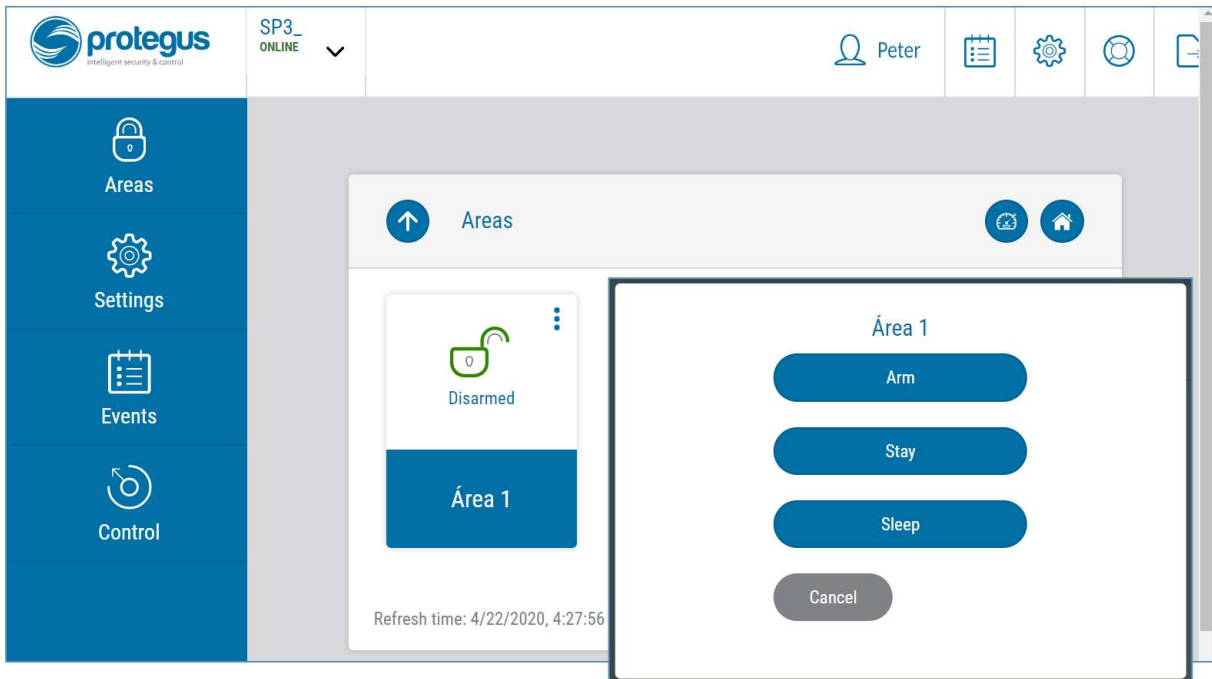 protegus
intelligent security & control
SP3_
ONLINE
Peter
Areas
Settings
Events
Control
Areas
Disarmed
Área 1
Refresh time: 4/22/2020, 4:27:56
Área 1
Arm
Stay
Sleep
Cancel